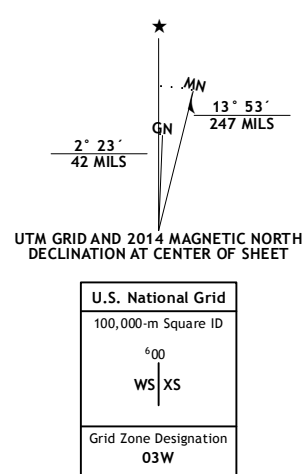 ★
MN
GN
13° 53´
247 MILS
2° 23´
42 MILS
UTM GRID AND 2014 MAGNETIC NORTH
DECLINATION AT CENTER OF SHEET
U.S. National Grid
100,000-m Square ID
⁶00
WS XS
Grid Zone Designation
03W